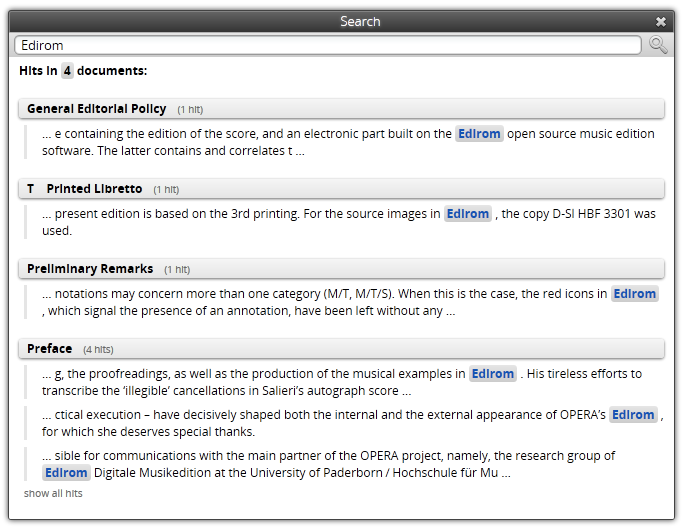 Search
Edirom
Hits in 4 documents:
General Editorial Policy (1 hit)
... e containing the edition of the score, and an electronic part built on the Edirom open source music edition
software. The latter contains and correlates t ...
T Printed Libretto (1 hit)
... present edition is based on the 3rd printing. For the source images in Edirom , the copy D-Sl HBF 3301 was
used.
Preliminary Remarks (1 hit)
... notations may concern more than one category (M/T, M/T/S). When this is the case, the red icons in Edirom
, which signal the presence of an annotation, have been left without any ...
Preface (4 hits)
... g, the proofreadings, as well as the production of the musical examples in Edirom . His tireless efforts to
transcribe the ‘illegible’ cancellations in Salieri’s autograph score ...
... ctical execution – have decisively shaped both the internal and the external appearance of OPERA’s Edirom ,
for which she deserves special thanks.
... sible for communications with the main partner of the OPERA project, namely, the research group of
Edirom Digitale Musikedition at the University of Paderborn / Hochschule für Mu ...
show all hits